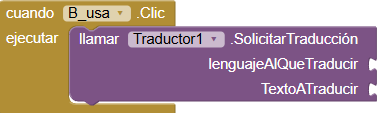 cuando B_usa .Clic
ejecutar llamar Traductor1 .SolicitarTraducción
lenguajeAlQueTraducir
TextoATraducir